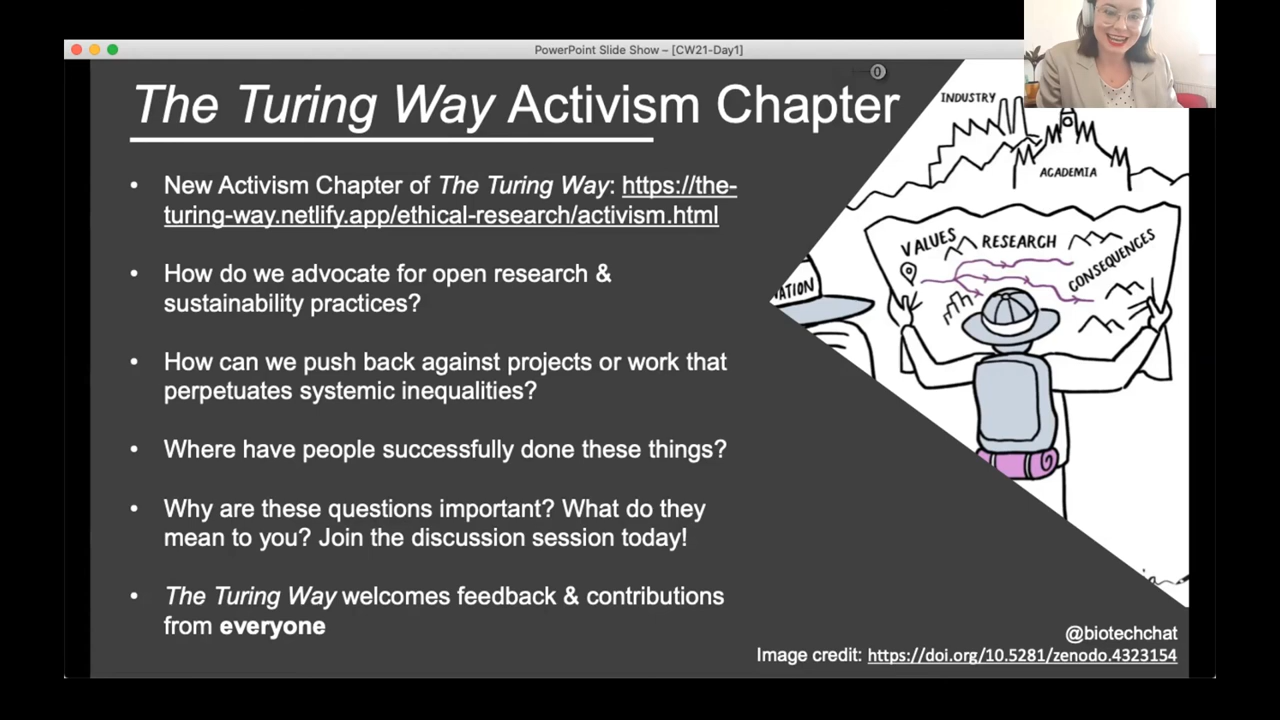 PowerPoint Slide Show – [CW21-Day1]
The Turing Way Activism Chapter
• New Activism Chapter of The Turing Way: https://the-
turing-way.netlify.app/ethical-research/activism.html
• How do we advocate for open research &
sustainability practices?
• How can we push back against projects or work that
perpetuates systemic inequalities?
• Where have people successfully done these things?
• Why are these questions important? What do they
mean to you? Join the discussion session today!
• The Turing Way welcomes feedback & contributions
from everyone
INDUSTRY
ACADEMIA
VALUES
RESEARCH
CONSEQUENCES
@biotechchat
Image credit: https://doi.org/10.5281/zenodo.4323154